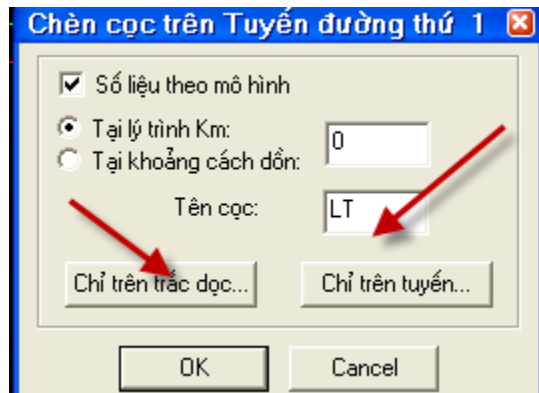 Chèn cọc trên Tuyến đường thứ 1
Số liệu theo mô hình
Tại lý trình Km:
0
Tại khoảng cách dồn:
Tên cọc:
LT
Chỉ trên trắc dọc...
Chỉ trên tuyến...
OK
Cancel